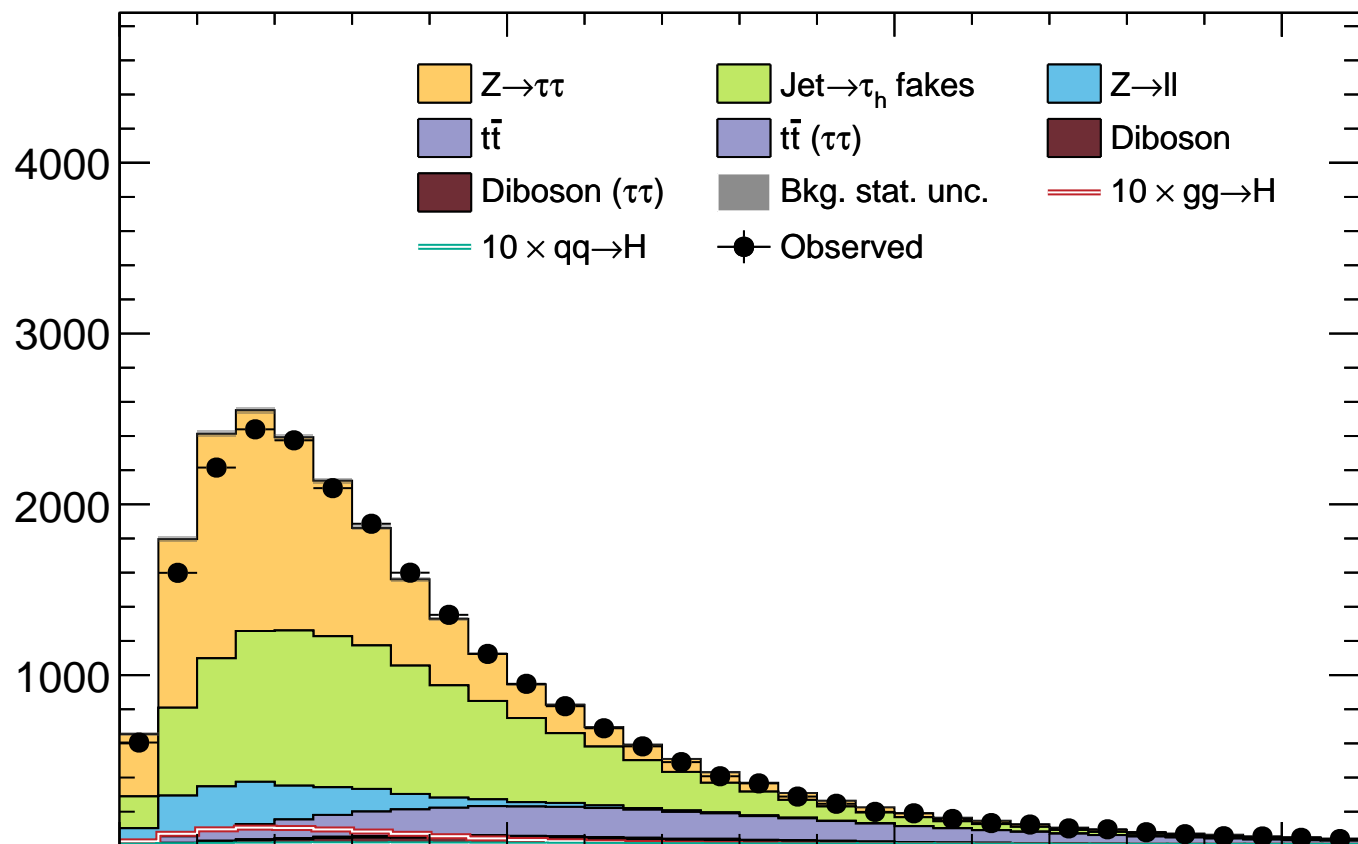 Z→ττ Jet→τₕ fakes Z→ll
tt̄ tt̄ (ττ) Diboson
Diboson (ττ) Bkg. stat. unc. 10 × gg→H
10 × qq→H Observed
4000
3000
2000
1000